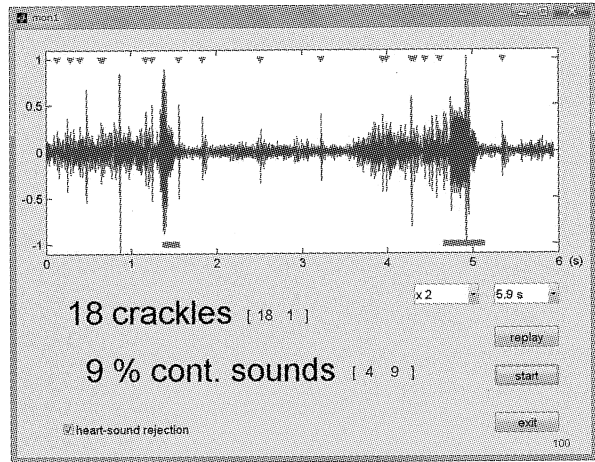 mon1
1
0.5
0
-0.5
-1
0 1 2 3 4 5 6 (s)
x 2 5.9 s
18 crackles [ 18 1 ]
replay
9 % cont. sounds [ 4 9 ]
start
heart-sound rejection
exit
100